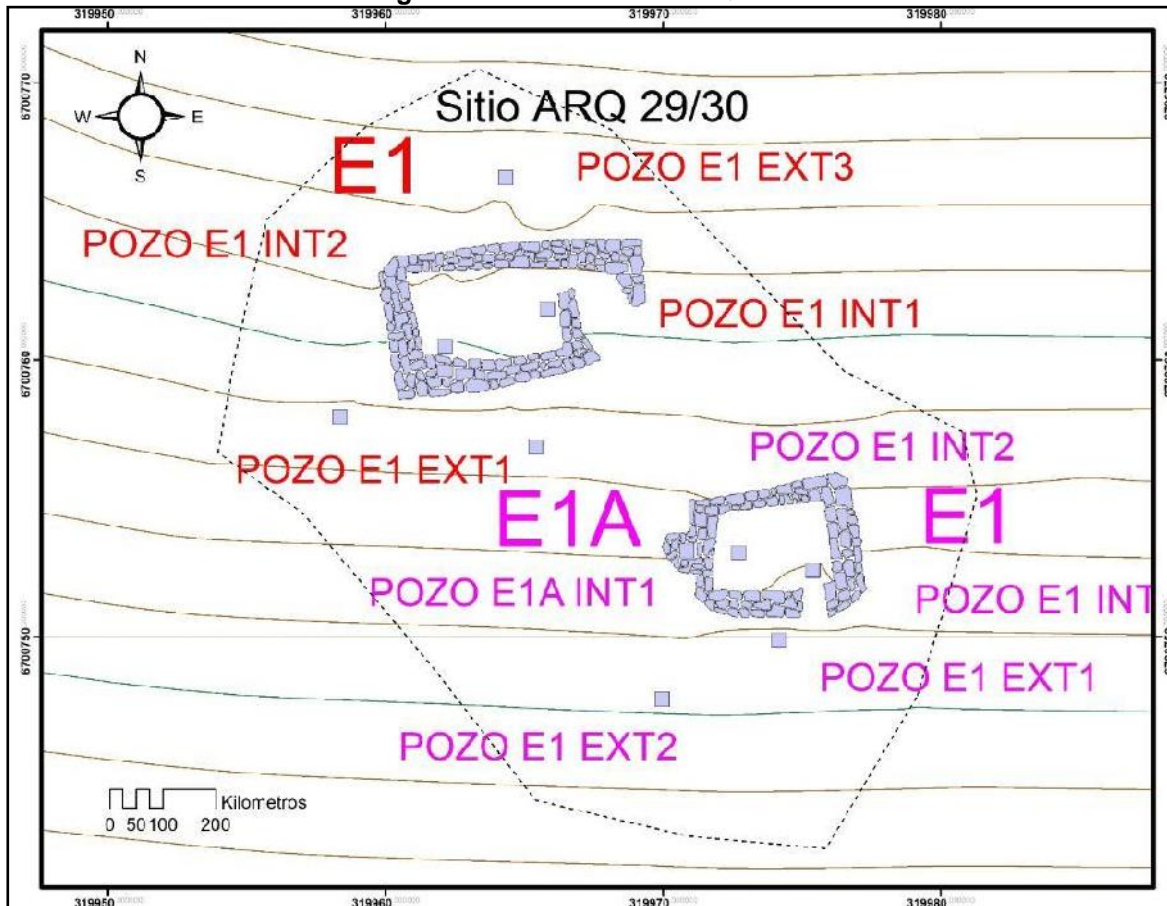 319950 319960 319970 319980
6700770
N
W E
S
Sitio ARQ 29/30
E1
POZO E1 EXT3
POZO E1 INT2
POZO E1 INT1
6700760
POZO E1 INT2
POZO E1 EXT1
E1A
E1
POZO E1A INT1
POZO E1 INT
6700750
POZO E1 EXT1
POZO E1 EXT2
Kilometros
0 50 100 200
319950 319960 319970 319980